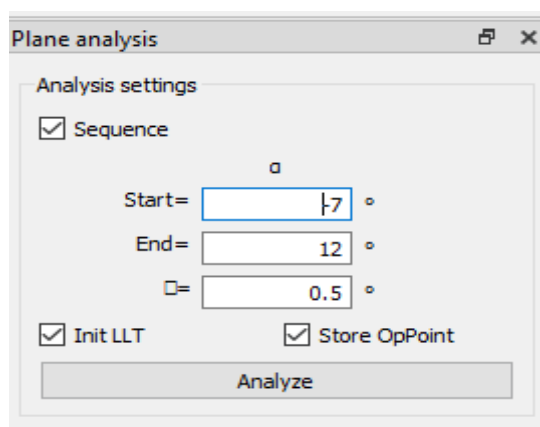 Plane analysis
Analysis settings
Sequence
α
Start= -7 °
End= 12 °
□= 0.5 °
Init LLT Store OpPoint
Analyze